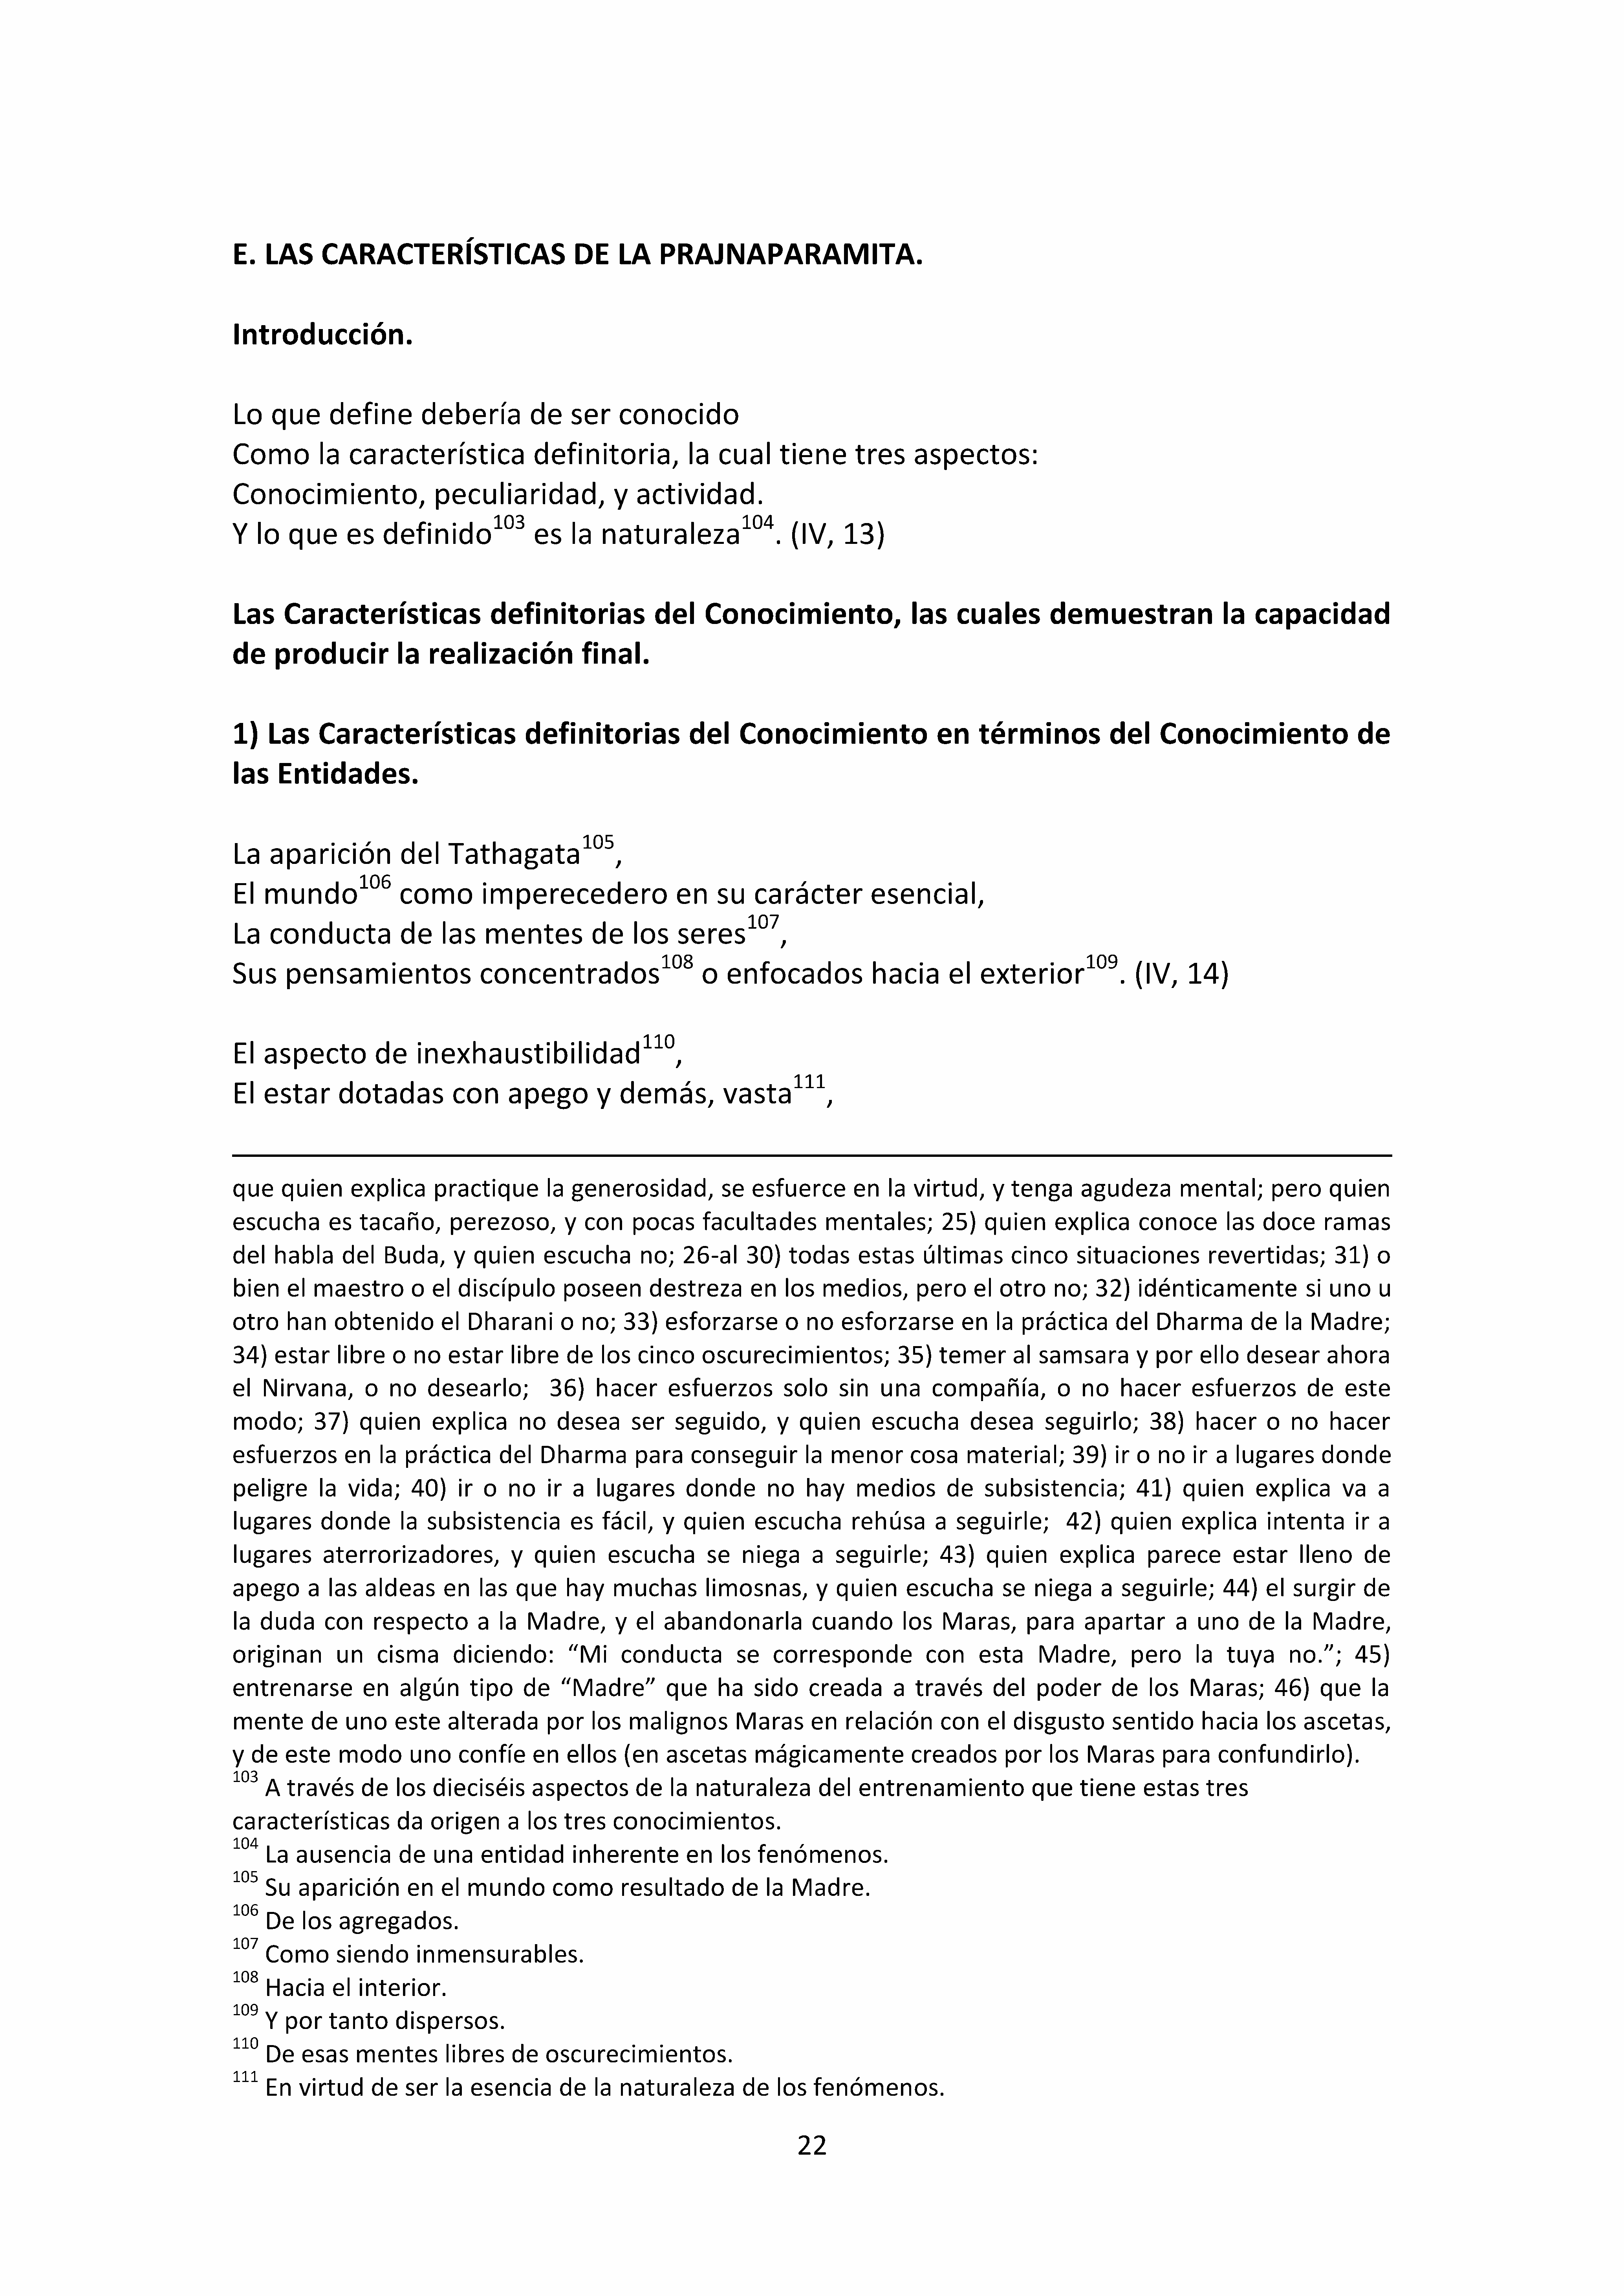 E. LAS CARACTERÍSTICAS DE LA PRAJNAPARAMITA.
Introducción.
Lo que define debería de ser conocido
Como la característica definitoria, la cual tiene tres aspectos:
Conocimiento, peculiaridad, y actividad.
Y lo que es definido103 es la naturaleza104. (IV, 13)
Las Características definitorias del Conocimiento, las cuales demuestran la capacidad
de producir la realización final.
1) Las Características definitorias del Conocimiento en términos del Conocimiento de
las Entidades.
La aparición del Tathagata105,
El mundo106 como imperecedero en su carácter esencial,
La conducta de las mentes de los seres107,
Sus pensamientos concentrados108 o enfocados hacia el exterior109. (IV, 14)
El aspecto de inexhaustibilidad110,
El estar dotadas con apego y demás, vasta111,
que quien explica practique la generosidad, se esfuerce en la virtud, y tenga agudeza mental; pero quien
escucha es tacaño, perezoso, y con pocas facultades mentales; 25) quien explica conoce las doce ramas
del habla del Buda, y quien escucha no; 26-al 30) todas estas últimas cinco situaciones revertidas; 31) o
bien el maestro o el discípulo poseen destreza en los medios, pero el otro no; 32) idénticamente si uno u
otro han obtenido el Dharani o no; 33) esforzarse o no esforzarse en la práctica del Dharma de la Madre;
34) estar libre o no estar libre de los cinco oscurecimientos; 35) temer al samsara y por ello desear ahora
el Nirvana, o no desearlo; 36) hacer esfuerzos solo sin una compañía, o no hacer esfuerzos de este
modo; 37) quien explica no desea ser seguido, y quien escucha desea seguirlo; 38) hacer o no hacer
esfuerzos en la práctica del Dharma para conseguir la menor cosa material; 39) ir o no ir a lugares donde
peligre la vida; 40) ir o no ir a lugares donde no hay medios de subsistencia; 41) quien explica va a
lugares donde la subsistencia es fácil, y quien escucha rehúsa a seguirle; 42) quien explica intenta ir a
lugares aterrorizadores, y quien escucha se niega a seguirle; 43) quien explica parece estar lleno de
apego a las aldeas en las que hay muchas limosnas, y quien escucha se niega a seguirle; 44) el surgir de
la duda con respecto a la Madre, y el abandonarla cuando los Maras, para apartar a uno de la Madre,
originan un cisma diciendo: “Mi conducta se corresponde con esta Madre, pero la tuya no.”; 45)
entrenarse en algún tipo de “Madre” que ha sido creada a través del poder de los Maras; 46) que la
mente de uno este alterada por los malignos Maras en relación con el disgusto sentido hacia los ascetas,
y de este modo uno confíe en ellos (en ascetas mágicamente creados por los Maras para confundirlo).
103 A través de los dieciséis aspectos de la naturaleza del entrenamiento que tiene estas tres
características da origen a los tres conocimientos.
104 La ausencia de una entidad inherente en los fenómenos.
105 Su aparición en el mundo como resultado de la Madre.
106 De los agregados.
107 Como siendo inmensurables.
108 Hacia el interior.
109 Y por tanto dispersos.
110 De esas mentes libres de oscurecimientos.
111 En virtud de ser la esencia de la naturaleza de los fenómenos.
22